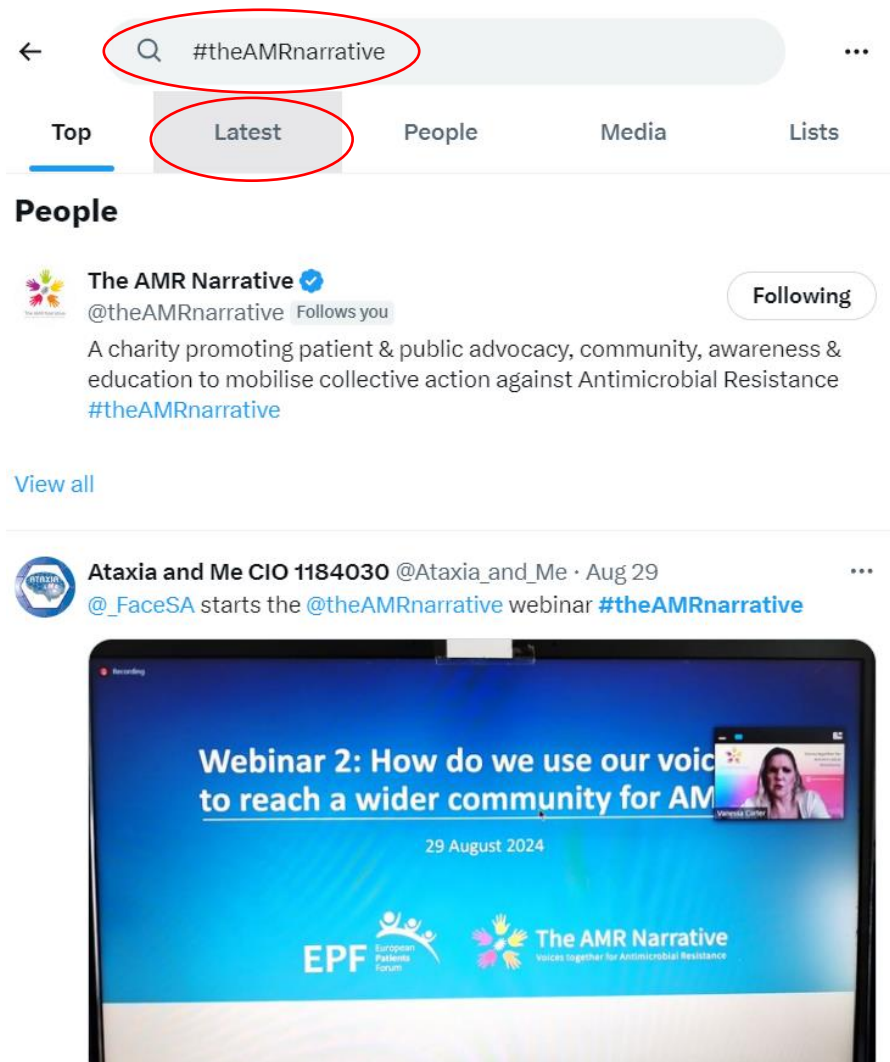 #theAMRnarrative
Top Latest People Media Lists
People
The AMR Narrative
@theAMRnarrative Follows you
Following
A charity promoting patient & public advocacy, community, awareness &
education to mobilise collective action against Antimicrobial Resistance
#theAMRnarrative
View all
ATAXIA
Ataxia and Me CIO 1184030 @Ataxia_and_Me · Aug 29
@_FaceSA starts the @theAMRnarrative webinar #theAMRnarrative
Recording
Webinar 2: How do we use our voic
to reach a wider community for AM
Vanessa Carter
29 August 2024
EPF European
Patients
Forum
The AMR Narrative
Voices together for Antimicrobial Resistance